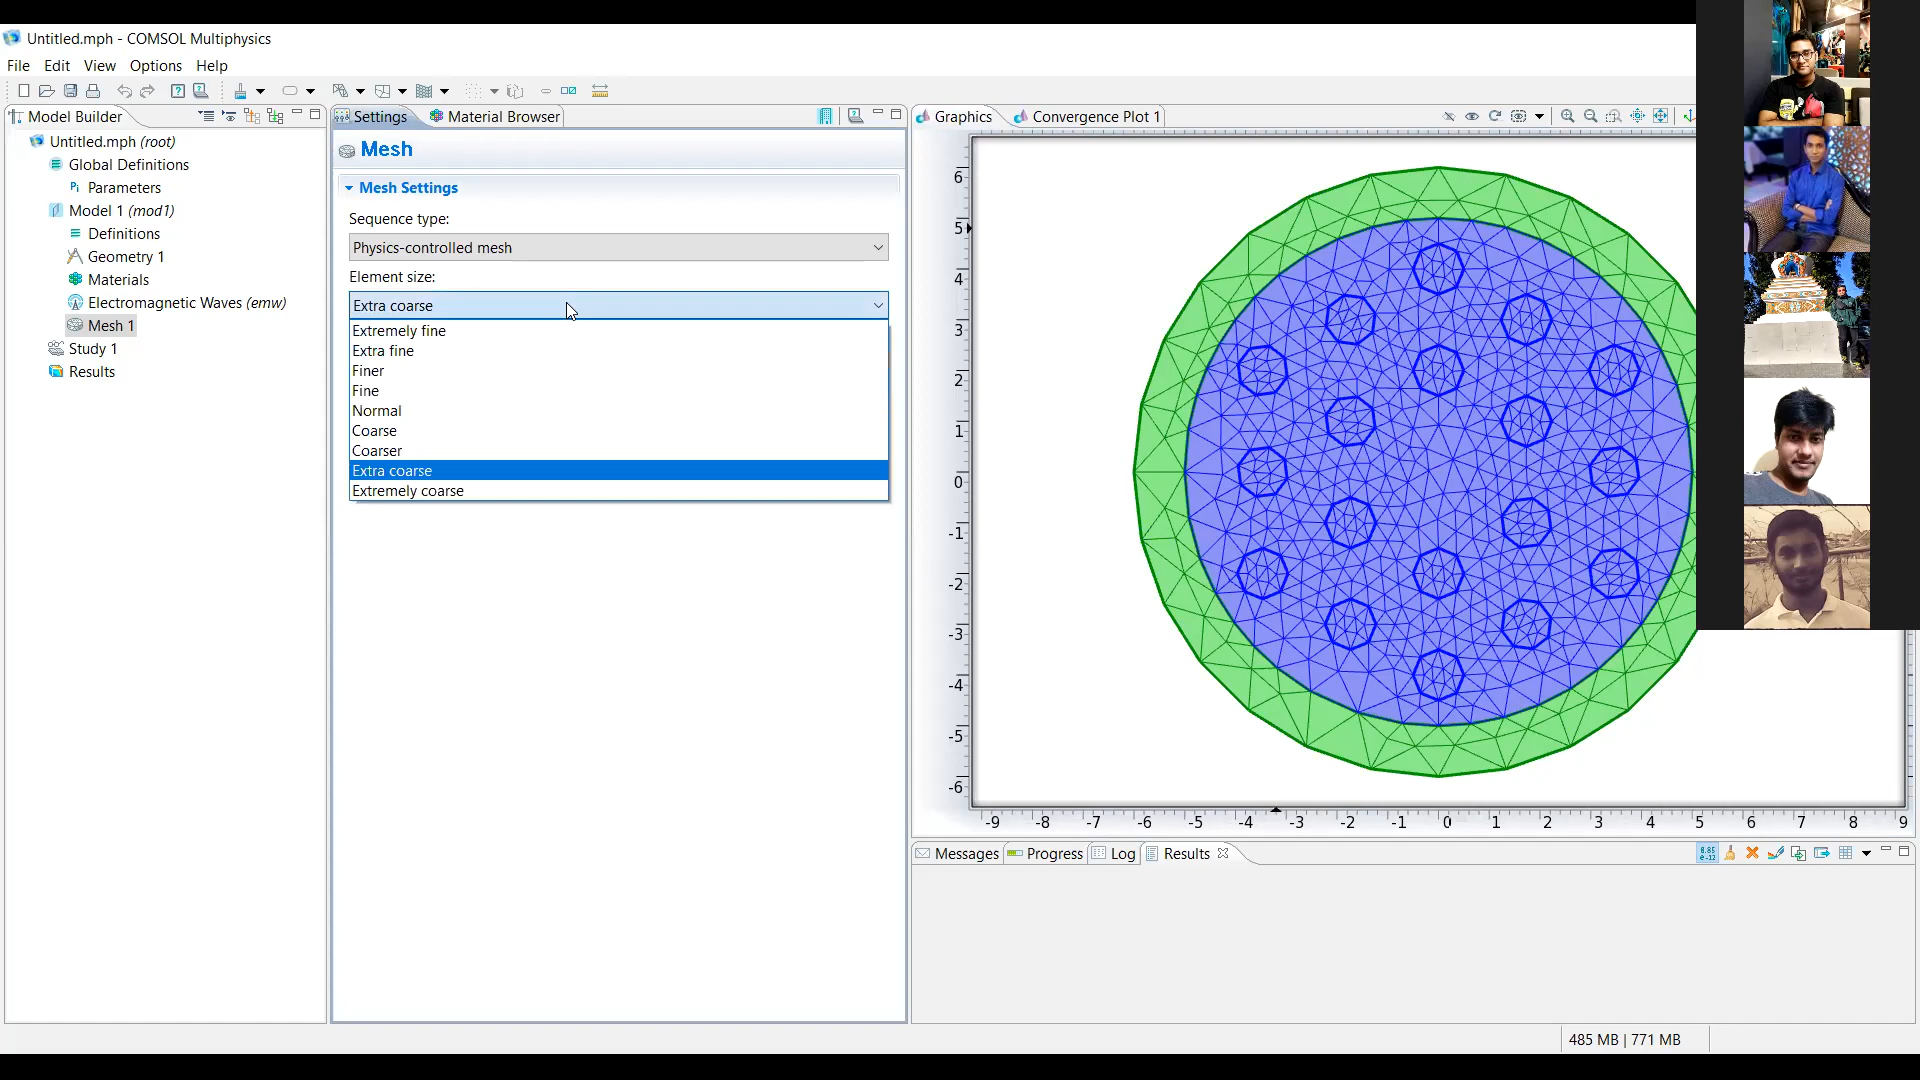 Untitled.mph - COMSOL Multiphysics
File Edit View Options Help
Model Builder
Untitled.mph (root)
Global Definitions
Pi Parameters
Model 1 (mod1)
Definitions
Geometry 1
Materials
Electromagnetic Waves (emw)
Mesh 1
Study 1
Results
Settings Material Browser
Mesh
Mesh Settings
Sequence type:
Physics-controlled mesh
Element size:
Extra coarse
Extremely fine
Extra fine
Finer
Fine
Normal
Coarse
Coarser
Extra coarse
Extremely coarse
Graphics Convergence Plot 1
6
5
4
3
2
1
0
-1
-2
-3
-4
-5
-6
-9 -8 -7 -6 -5 -4 -3 -2 -1 0 1 2 3 4 5 6 7 8 9
Messages Progress Log Results
8.85
e-12
485 MB | 771 MB